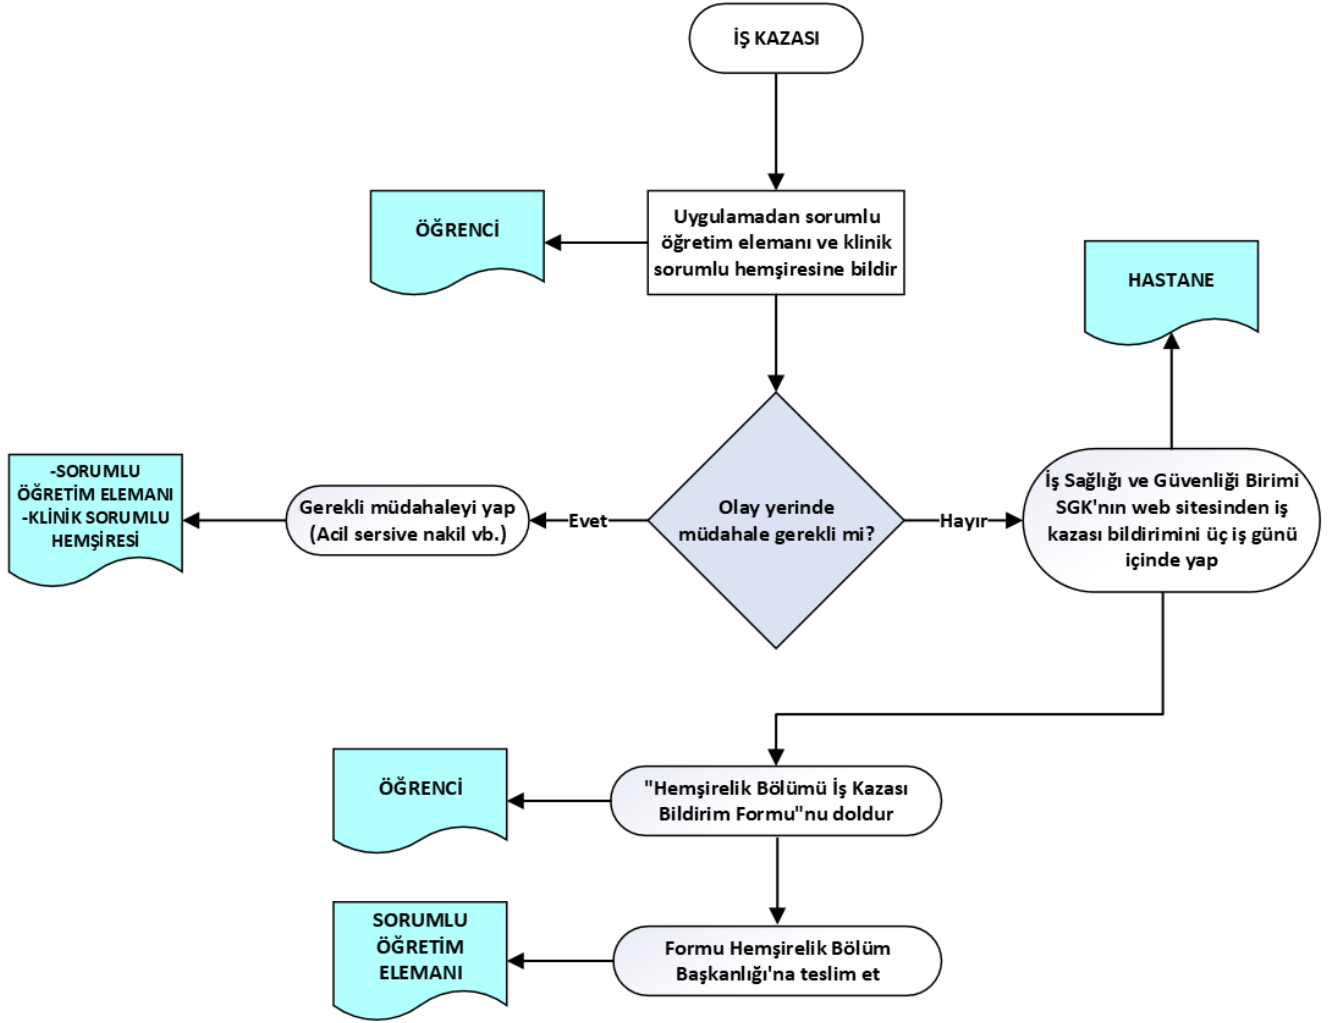 İŞ KAZASI
ÖĞRENCİ
Uygulamadan sorumlu
öğretim elemanı ve klinik
sorumlu hemşiresine bildir
HASTANE
-SORUMLU
ÖĞRETİM ELEMANI
-KLİNİK SORUMLU
HEMŞİRESİ
Gerekli müdahaleyi yap
(Acil sersive nakil vb.)
Evet
Olay yerinde
müdahale gerekli mi?
Hayır
İş Sağlığı ve Güvenliği Birimi
SGK'nın web sitesinden iş
kazası bildirimini üç iş günü
içinde yap
ÖĞRENCİ
"Hemşirelik Bölümü İş Kazası
Bildirim Formu"nu doldur
SORUMLU
ÖĞRETİM
ELEMANI
Formu Hemşirelik Bölüm
Başkanlığı'na teslim et